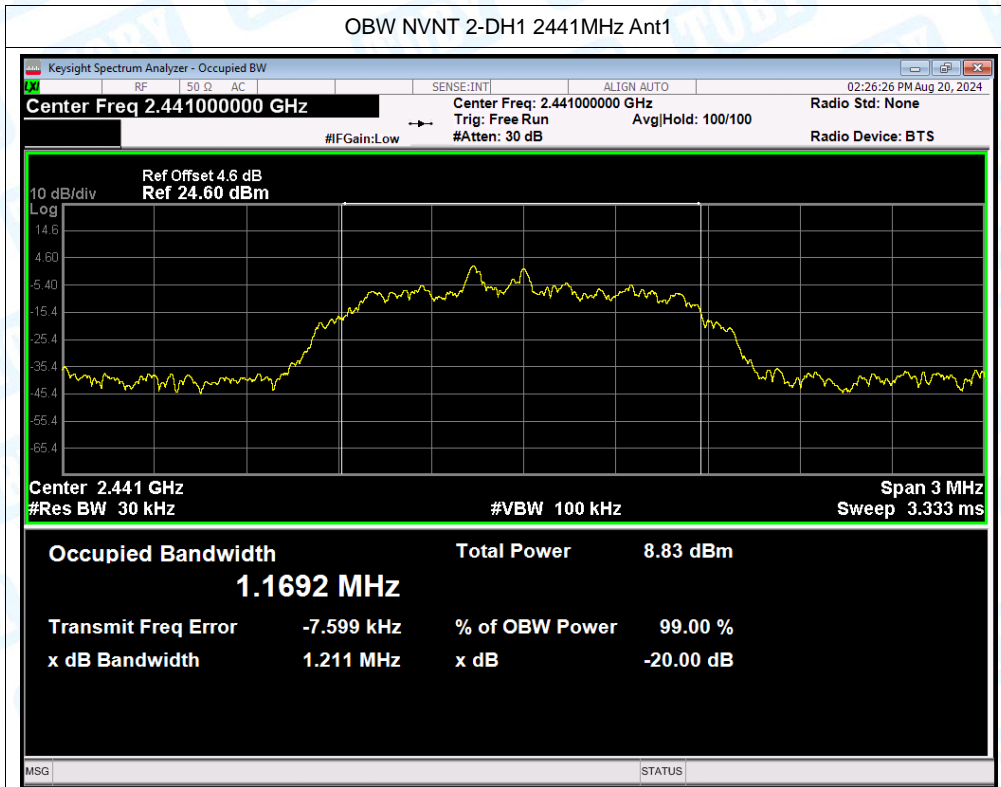 OBW NVNT 2-DH1 2441MHz Ant1
Keysight Spectrum Analyzer - Occupied BW
LXI RF 50 Ω AC SENSE:INT ALIGN AUTO 02:26:26 PM Aug 20, 2024
Center Freq 2.441000000 GHz Center Freq: 2.441000000 GHz Radio Std: None
Trig: Free Run Avg|Hold: 100/100
#IFGain:Low #Atten: 30 dB Radio Device: BTS
Ref Offset 4.6 dB
10 dB/div Ref 24.60 dBm
Log
14.6
4.60
-5.40
-15.4
-25.4
-35.4
-45.4
-55.4
-65.4
Center 2.441 GHz Span 3 MHz
#Res BW 30 kHz #VBW 100 kHz Sweep 3.333 ms
Occupied Bandwidth Total Power 8.83 dBm
1.1692 MHz
Transmit Freq Error -7.599 kHz % of OBW Power 99.00 %
x dB Bandwidth 1.211 MHz x dB -20.00 dB
MSG STATUS